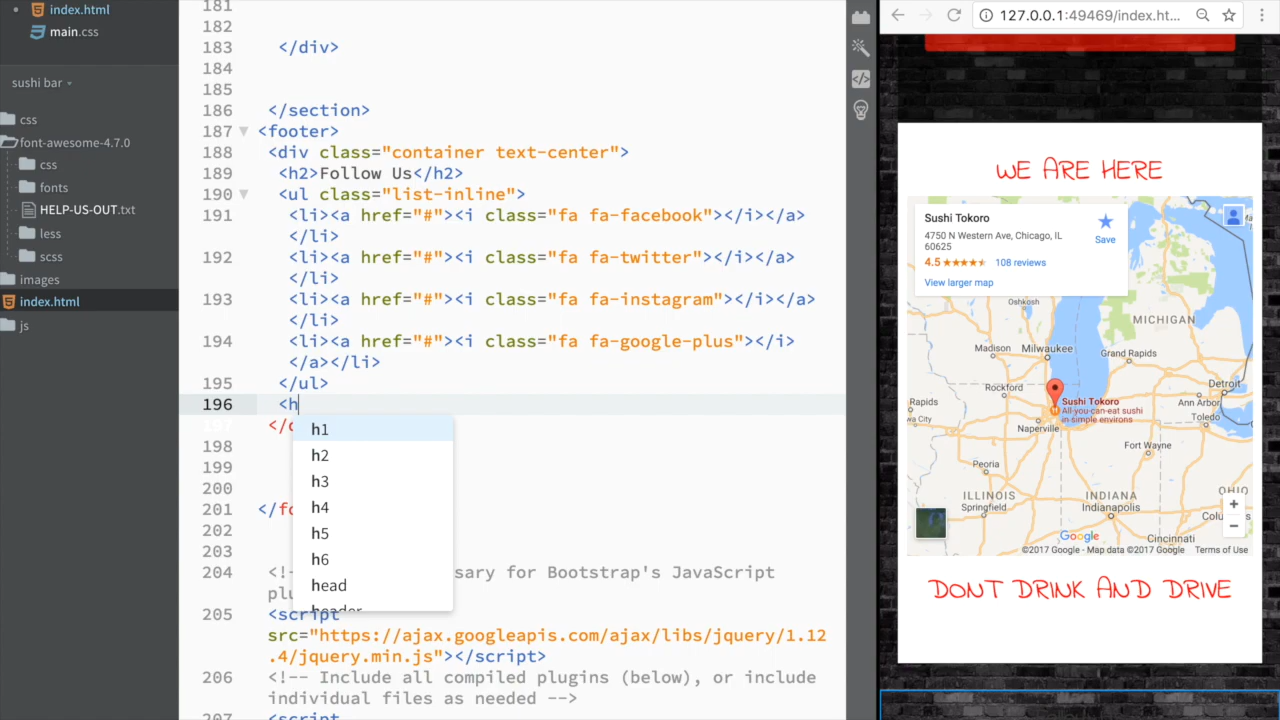 index.html
main.css
sushi bar
css
font-awesome-4.7.0
css
fonts
HELP-US-OUT.txt
less
scss
images
index.html
js
181
182
183 </div>
184
185
186 </section>
187 <footer>
188 <div class="container text-center">
189 <h2>Follow Us</h2>
190 <ul class="list-inline">
191 <li><a href="#"><i class="fa fa-facebook"></i></a>
</li>
192 <li><a href="#"><i class="fa fa-twitter"></i></a>
</li>
193 <li><a href="#"><i class="fa fa-instagram"></i></a>
</li>
194 <li><a href="#"><i class="fa fa-google-plus"></i>
</a></li>
195 </ul>
196 <h
h1
h2
h3
h4
h5
h6
head
header
198
199
200
201 </fo
202
203
204 <!-- sary for Bootstrap's JavaScript
plu
205 <script
src="https://ajax.googleapis.com/ajax/libs/jquery/1.12
.4/jquery.min.js"></script>
206 <!-- Include all compiled plugins (below), or include
individual files as needed -->
207 <script
127.0.0.1:49469/index.ht...
WE ARE HERE
Sushi Tokoro
4750 N Western Ave, Chicago, IL
60625
4.5 108 reviews
View larger map
Save
Oshkosh
MICHIGAN
Madison
Milwaukee
Grand Rapids
Detroit
Rockford
Ann Arbor
Rapids
Toledo
Sushi Tokoro
All-you-can-eat sushi
in simple environs
Naperville
Fort Wayne
Peoria
ILLINOIS
Springfield
INDIANA
Indianapolis
OHIO
Colu
Cincinnati
Google
©2017 Google - Map data ©2017 Google Terms of Use
DONT DRINK AND DRIVE